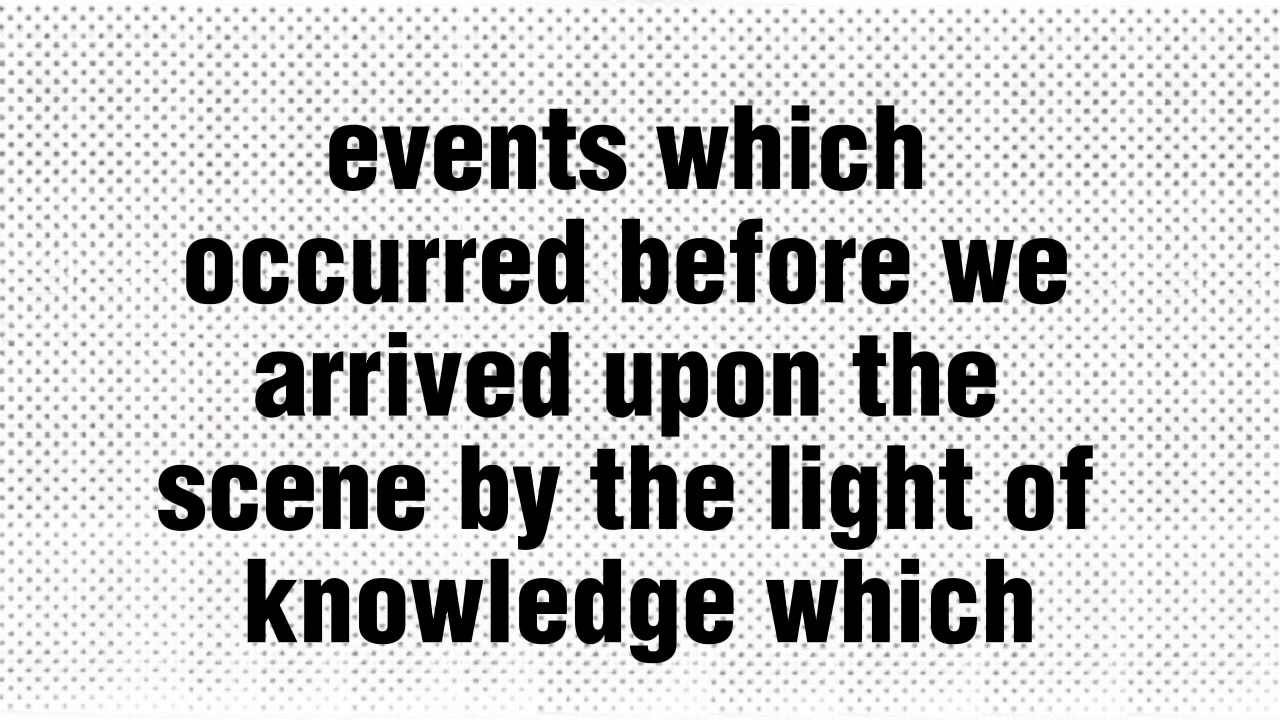 events which
occurred before we
arrived upon the
scene by the light of
knowledge which